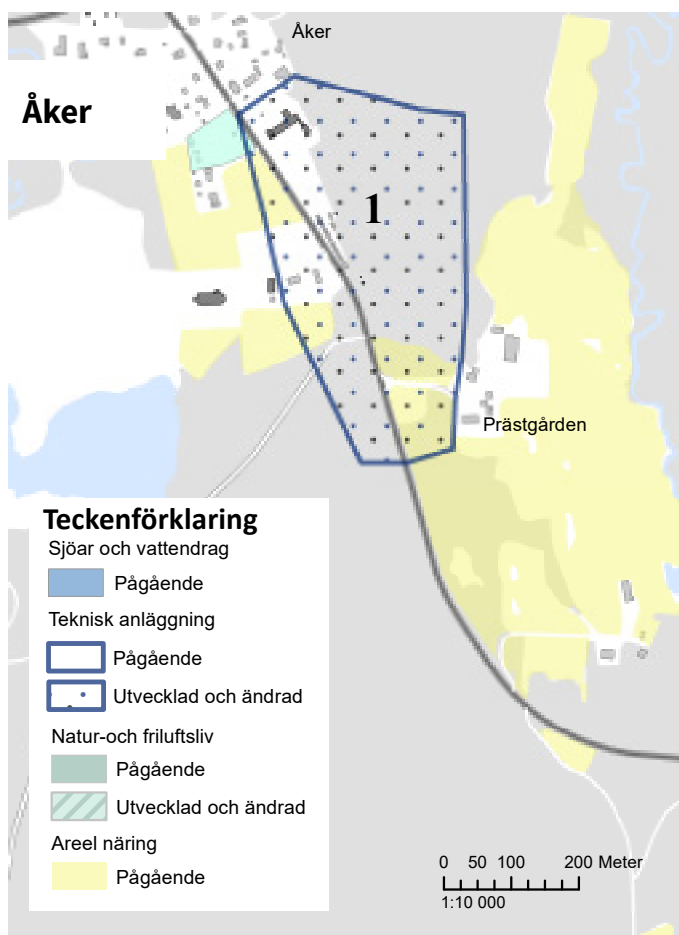 Åker
Åker
1
Prästgården
Teckenförklaring
Sjöar och vattendrag
Pågående
Teknisk anläggning
Pågående
Utvecklad och ändrad
Natur-och friluftsliv
Pågående
Utvecklad och ändrad
Areel näring
Pågående
0 50 100 200 Meter
1:10 000